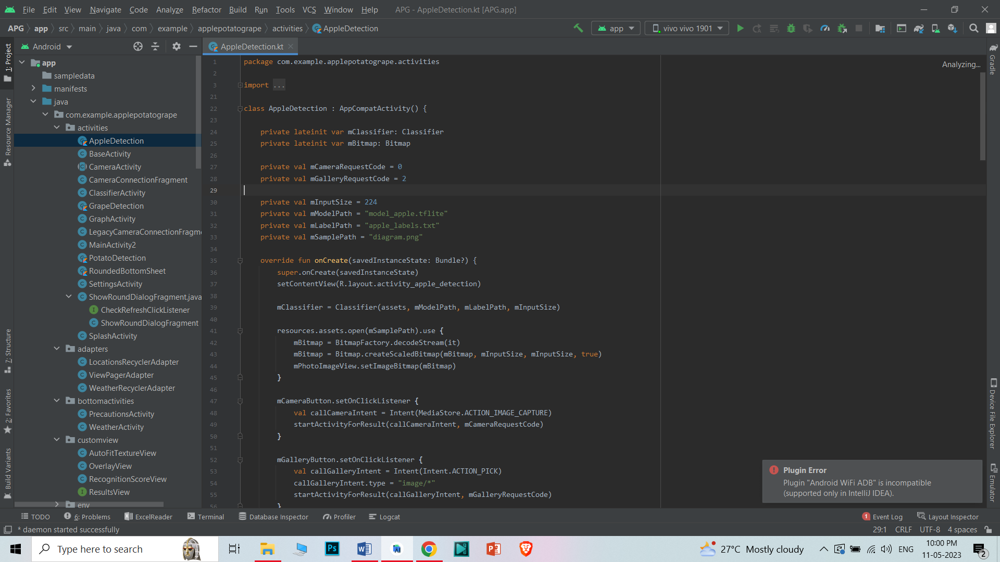 File Edit View Navigate Code Analyze Refactor Build Run Tools VCS Window Help APG - AppleDetection.kt [APG.app]
APG app src main java com example applepotatogrape activities AppleDetection app vivo vivo 1901
Android
AppleDetection.kt
1: Project
Resource Manager
7: Structure
2: Favorites
Build Variants
app
sampledata
manifests
java
com.example.applepotatogrape
activities
AppleDetection
BaseActivity
CameraActivity
CameraConnectionFragment
ClassifierActivity
GrapeDetection
GraphActivity
LegacyCameraConnectionFragme
MainActivity2
PotatoDetection
RoundedBottomSheet
SettingsActivity
ShowRoundDialogFragment.java
CheckRefreshClickListener
ShowRoundDialogFragment
SplashActivity
adapters
LocationsRecyclerAdapter
ViewPagerAdapter
WeatherRecyclerAdapter
bottomactivities
PrecautionsActivity
WeatherActivity
customview
AutoFitTextureView
OverlayView
RecognitionScoreView
ResultsView
env
1 package com.example.applepotatogrape.activities
2
3 import ...
21
22 class AppleDetection : AppCompatActivity() {
23
24 private lateinit var mClassifier: Classifier
25 private lateinit var mBitmap: Bitmap
26
27 private val mCameraRequestCode = 0
28 private val mGalleryRequestCode = 2
29
30 private val mInputSize = 224
31 private val mModelPath = "model_apple.tflite"
32 private val mLabelPath = "apple_labels.txt"
33 private val mSamplePath = "diagram.png"
34
35 override fun onCreate(savedInstanceState: Bundle?) {
36 super.onCreate(savedInstanceState)
37 setContentView(R.layout.activity_apple_detection)
38
39 mClassifier = Classifier(assets, mModelPath, mLabelPath, mInputSize)
40
41 resources.assets.open(mSamplePath).use {
42 mBitmap = BitmapFactory.decodeStream(it)
43 mBitmap = Bitmap.createScaledBitmap(mBitmap, mInputSize, mInputSize, true)
44 mPhotoImageView.setImageBitmap(mBitmap)
45 }
46
47 mCameraButton.setOnClickListener {
48 val callCameraIntent = Intent(MediaStore.ACTION_IMAGE_CAPTURE)
49 startActivityForResult(callCameraIntent, mCameraRequestCode)
50 }
51
52 mGalleryButton.setOnClickListener {
53 val callGalleryIntent = Intent(Intent.ACTION_PICK)
54 callGalleryIntent.type = "image/*"
55 startActivityForResult(callGalleryIntent, mGalleryRequestCode)
56 }
Analyzing...
Gradle
Device File Explorer
Emulator
Plugin Error
Plugin "Android WiFi ADB" is incompatible
(supported only in IntelliJ IDEA).
TODO 6: Problems ExcelReader Terminal Database Inspector Profiler Logcat 1 Event Log Layout Inspector
* daemon started successfully 29:1 CRLF UTF-8 4 spaces
Type here to search Ps W P 27°C Mostly cloudy ENG
10:00 PM
11-05-2023
2